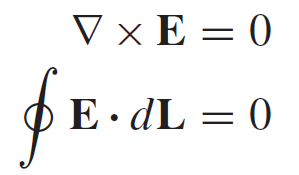 ∇ × 𝐄 = 0
∮ 𝐄 · d𝐋 = 0